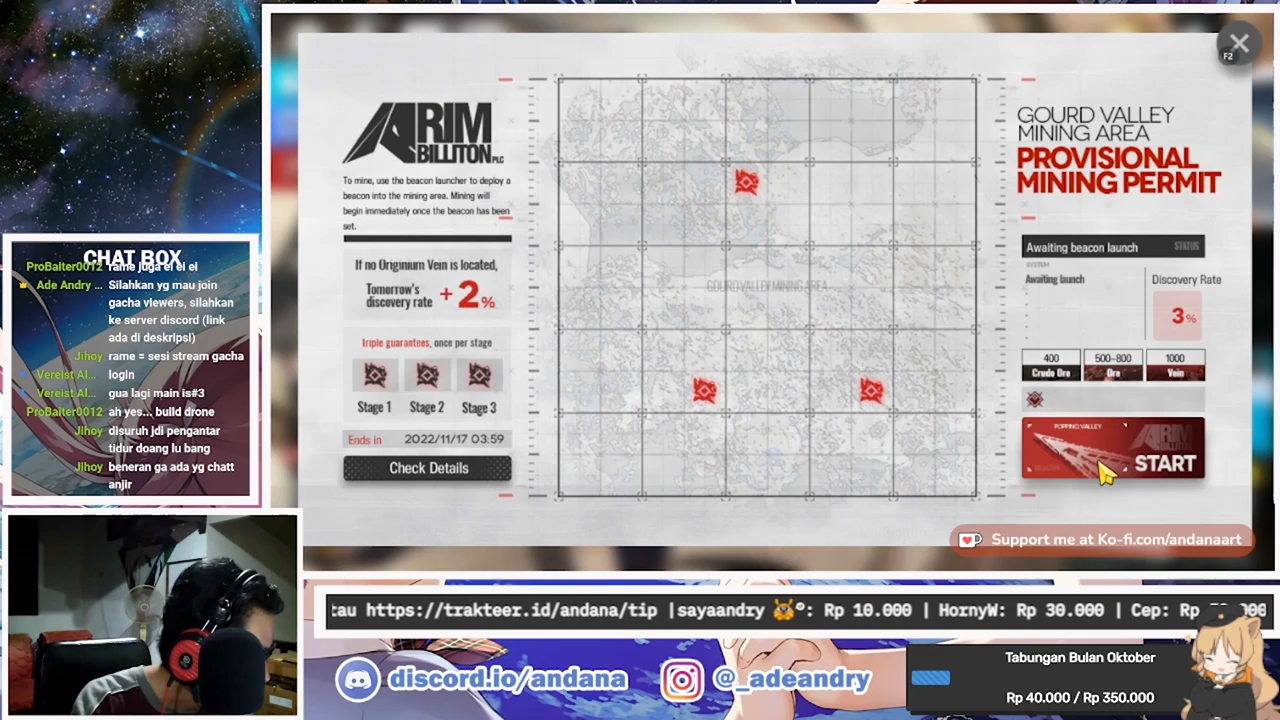 F2
ARIM
BILLITON PLC
To mine, use the beacon launcher to deploy a
beacon into the mining area. Mining will
begin immediately once the beacon has been
set.
If no Originium Vein is located,
Tomorrow's
discovery rate + 2%
Triple guarantees, once per stage
Stage 1 Stage 2 Stage 3
Ends in 2022/11/17 03:59
Check Details
GOURD VALLEY MINING AREA
GOURD VALLEY
MINING AREA
PROVISIONAL
MINING PERMIT
Awaiting beacon launch STATUS
Awaiting launch
Discovery Rate
3%
400 500~800 1000
Crude Ore Ore Vein
POPPING VALLEY
START
Support me at Ko-fi.com/andanaart
CHAT BOX
ProBaiter0012 rame juga ei ei ei
Ade Andry ... Silahkan yg mau join
gacha viewers, silahkan
ke server discord (link
ada di deskripsi)
Jihoy rame = sesi stream gacha
Vereist Al... login
Vereist Al... gua lagi main is#3
ProBaiter0012 ah yes... build drone
Jihoy disuruh jdi pengantar
tidur doang lu bang
Jihoy beneran ga ada yg chatt
anjir
tau https://trakteer.id/andana/tip |sayaandry : Rp 10.000 | HornyW: Rp 30.000 | Cep: Rp
discord.io/andana @_adeandry
Tabungan Bulan Oktober
Rp 40.000 / Rp 350.000